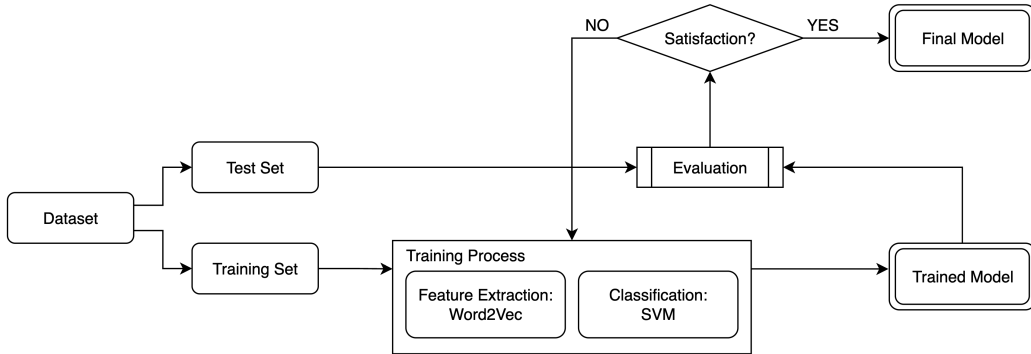 NO
Satisfaction?
YES
Final Model
Test Set
Evaluation
Dataset
Training Set
Training Process
Feature Extraction:
Word2Vec
Classification:
SVM
Trained Model